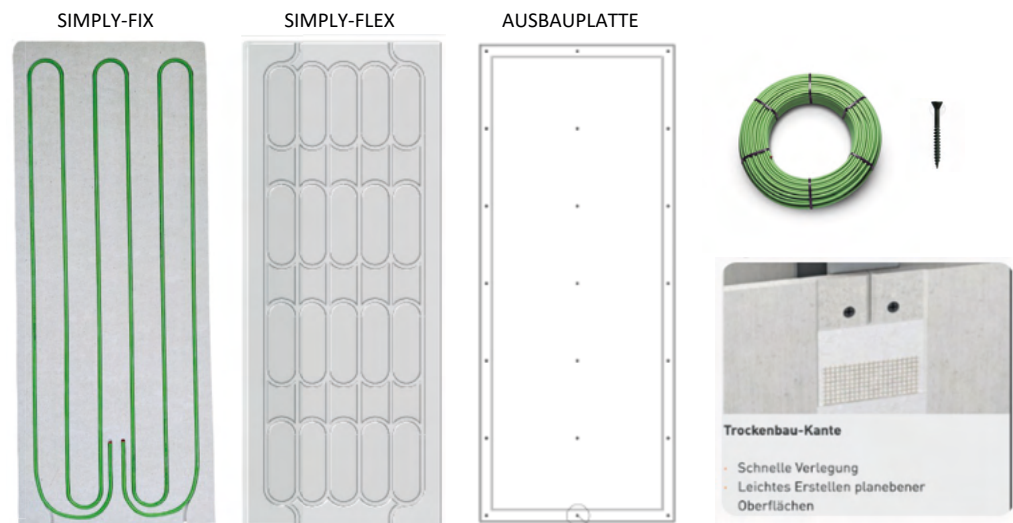 SIMPLY-FIX
SIMPLY-FLEX
AUSBAUPLATTE
Trockenbau-Kante
Schnelle Verlegung
Leichtes Erstellen planebener
Oberflächen